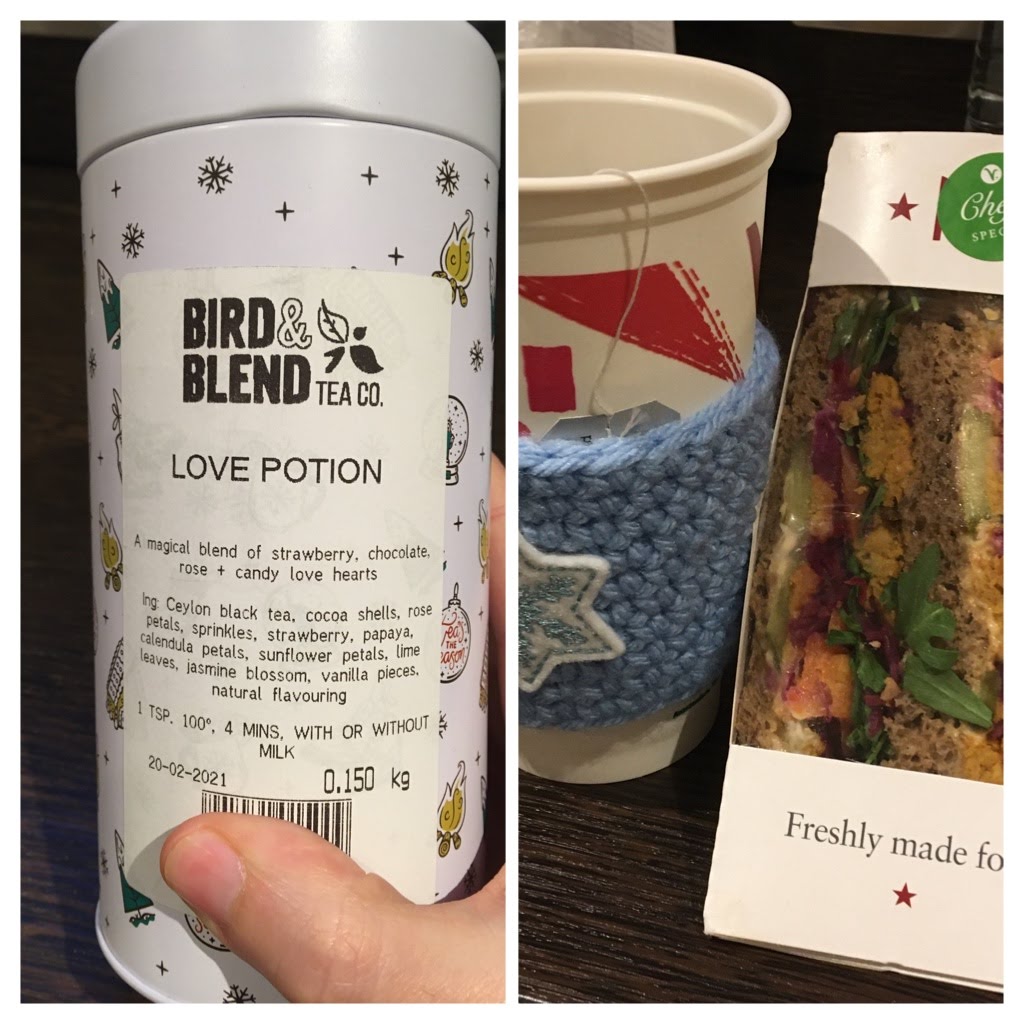 BIRD&
BLEND TEA CO.
LOVE POTION
A magical blend of strawberry, chocolate,
rose + candy love hearts
Ing: Ceylon black tea, cocoa shells, rose
petals, sprinkles, strawberry, papaya,
calendula petals, sunflower petals, lime
leaves, jasmine blossom, vanilla pieces,
natural flavouring
1 TSP. 100°, 4 MINS, WITH OR WITHOUT
MILK
20-02-2021 0.150 kg
Tea
THE
Season
Che
SPEC
Freshly made fo